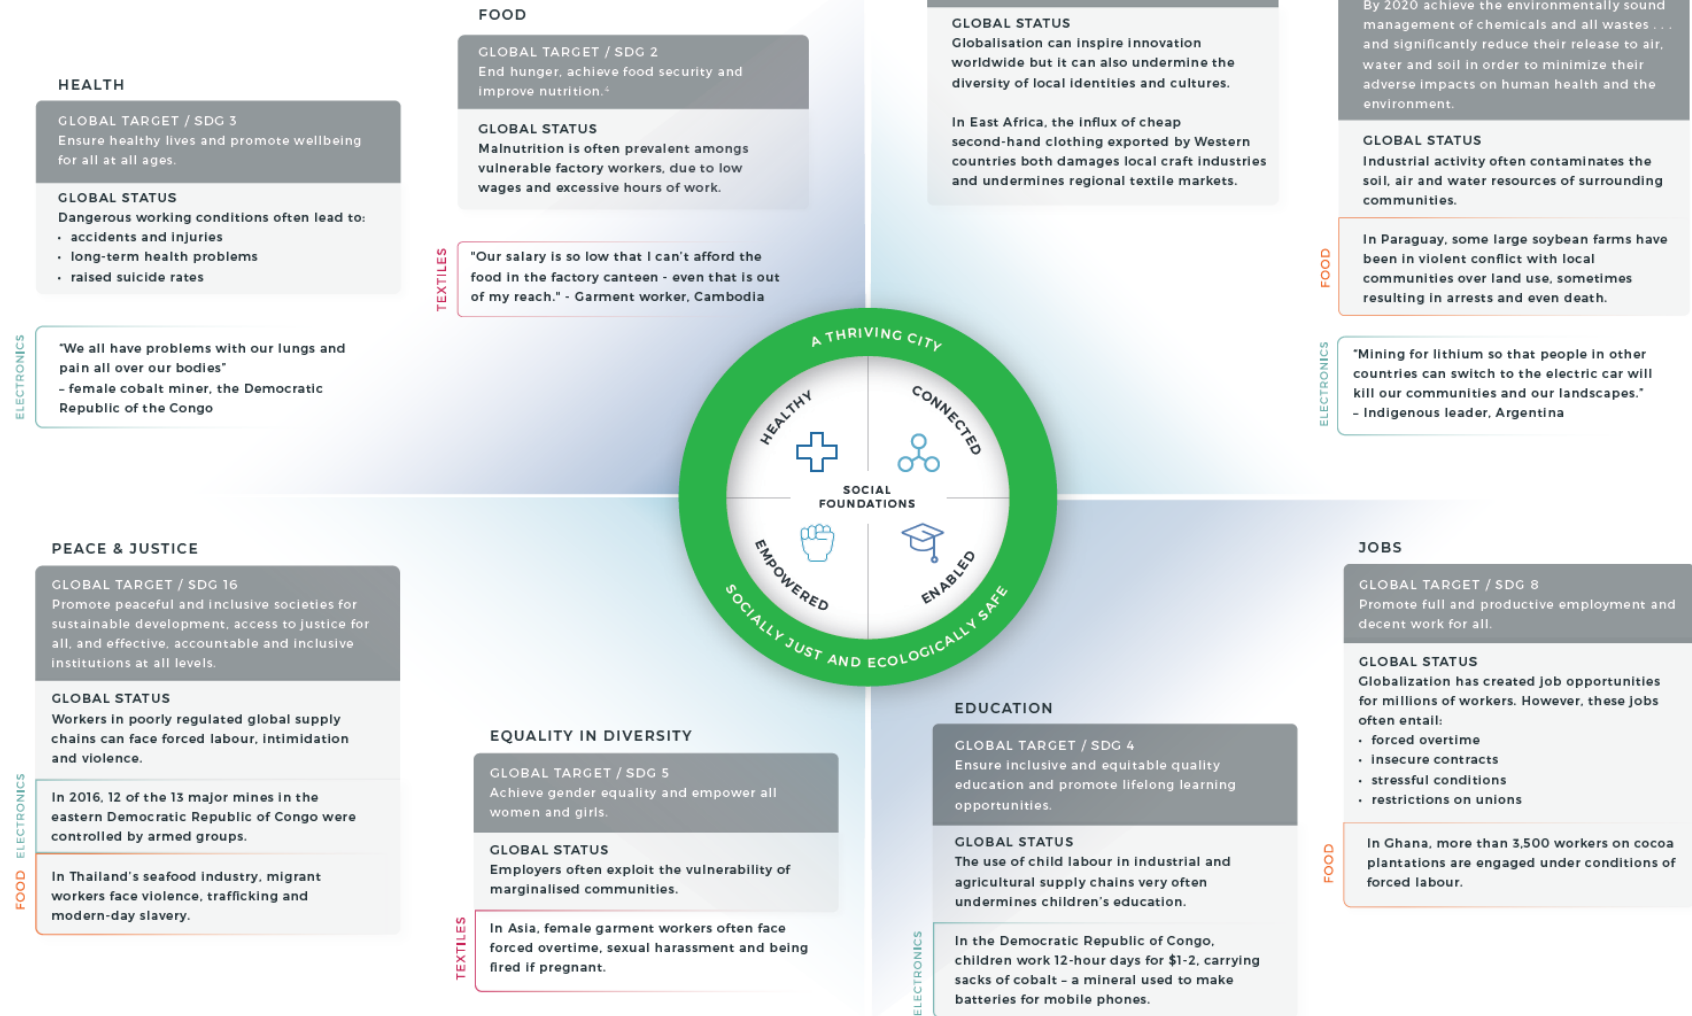 FOOD
GLOBAL TARGET / SDG 2
End hunger, achieve food security and
improve nutrition.⁴
GLOBAL STATUS
Malnutrition is often prevalent amongs
vulnerable factory workers, due to low
wages and excessive hours of work.
TEXTILES
"Our salary is so low that I can't afford the
food in the factory canteen - even that is out
of my reach." - Garment worker, Cambodia
HEALTH
GLOBAL TARGET / SDG 3
Ensure healthy lives and promote wellbeing
for all at all ages.
GLOBAL STATUS
Dangerous working conditions often lead to:
• accidents and injuries
• long-term health problems
• raised suicide rates
ELECTRONICS
"We all have problems with our lungs and
pain all over our bodies"
– female cobalt miner, the Democratic
Republic of the Congo
GLOBAL STATUS
Globalisation can inspire innovation
worldwide but it can also undermine the
diversity of local identities and cultures.
In East Africa, the influx of cheap
second-hand clothing exported by Western
countries both damages local craft industries
and undermines regional textile markets.
By 2020 achieve the environmentally sound
management of chemicals and all wastes . . .
and significantly reduce their release to air,
water and soil in order to minimize their
adverse impacts on human health and the
environment.
GLOBAL STATUS
Industrial activity often contaminates the
soil, air and water resources of surrounding
communities.
FOOD
In Paraguay, some large soybean farms have
been in violent conflict with local
communities over land use, sometimes
resulting in arrests and even death.
ELECTRONICS
"Mining for lithium so that people in other
countries can switch to the electric car will
kill our communities and our landscapes."
– Indigenous leader, Argentina
A THRIVING CITY
HEALTHY
CONNECTED
SOCIAL
FOUNDATIONS
EMPOWERED
ENABLED
SOCIALLY JUST AND ECOLOGICALLY SAFE
PEACE & JUSTICE
GLOBAL TARGET / SDG 16
Promote peaceful and inclusive societies for
sustainable development, access to justice for
all, and effective, accountable and inclusive
institutions at all levels.
GLOBAL STATUS
Workers in poorly regulated global supply
chains can face forced labour, intimidation
and violence.
ELECTRONICS
In 2016, 12 of the 13 major mines in the
eastern Democratic Republic of Congo were
controlled by armed groups.
FOOD
In Thailand's seafood industry, migrant
workers face violence, trafficking and
modern-day slavery.
EQUALITY IN DIVERSITY
GLOBAL TARGET / SDG 5
Achieve gender equality and empower all
women and girls.
GLOBAL STATUS
Employers often exploit the vulnerability of
marginalised communities.
TEXTILES
In Asia, female garment workers often face
forced overtime, sexual harassment and being
fired if pregnant.
EDUCATION
GLOBAL TARGET / SDG 4
Ensure inclusive and equitable quality
education and promote lifelong learning
opportunities.
GLOBAL STATUS
The use of child labour in industrial and
agricultural supply chains very often
undermines children's education.
ELECTRONICS
In the Democratic Republic of Congo,
children work 12-hour days for $1-2, carrying
sacks of cobalt – a mineral used to make
batteries for mobile phones.
JOBS
GLOBAL TARGET / SDG 8
Promote full and productive employment and
decent work for all.
GLOBAL STATUS
Globalization has created job opportunities
for millions of workers. However, these jobs
often entail:
• forced overtime
• insecure contracts
• stressful conditions
• restrictions on unions
FOOD
In Ghana, more than 3,500 workers on cocoa
plantations are engaged under conditions of
forced labour.